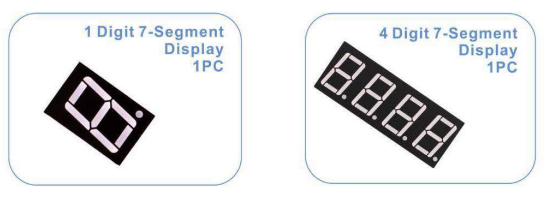 1 Digit 7-Segment
Display
1PC
4 Digit 7-Segment
Display
1PC